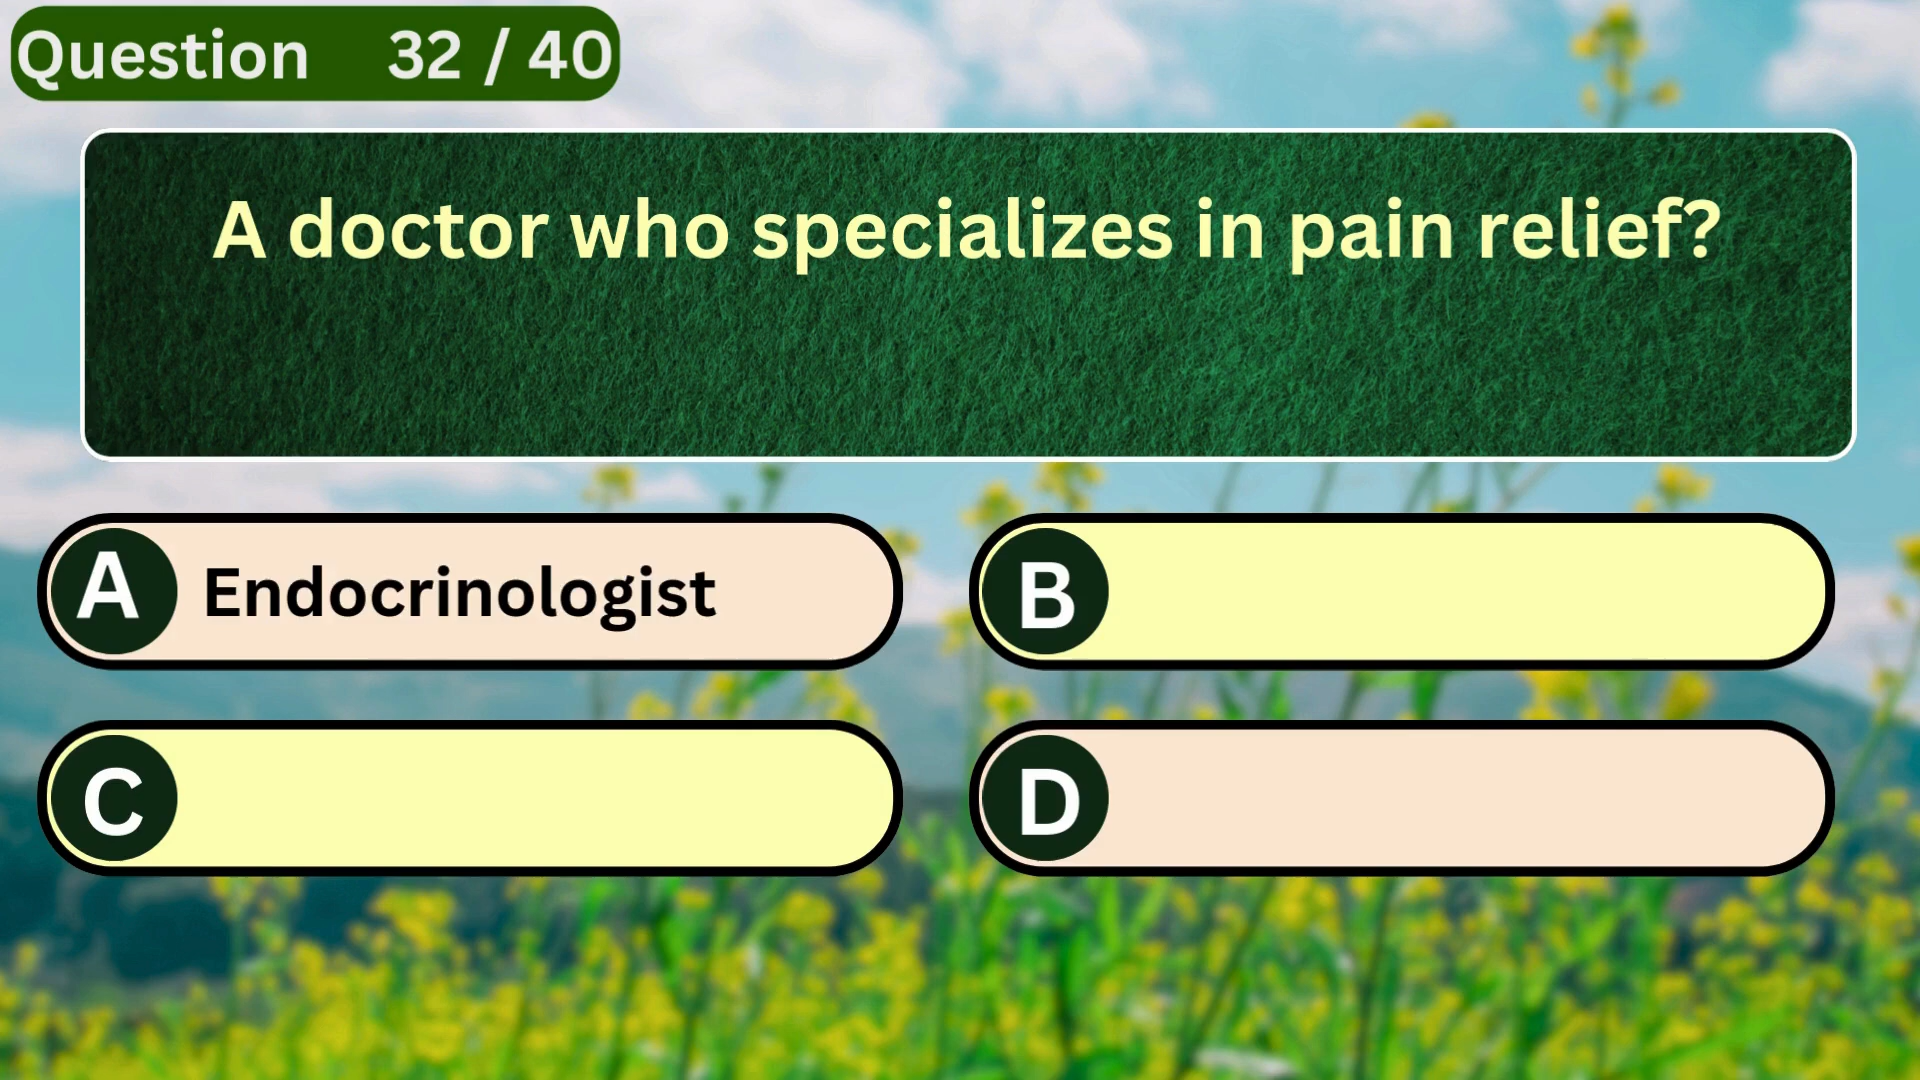 Question 32 / 40
A doctor who specializes in pain relief?
A Endocrinologist
B
C
D